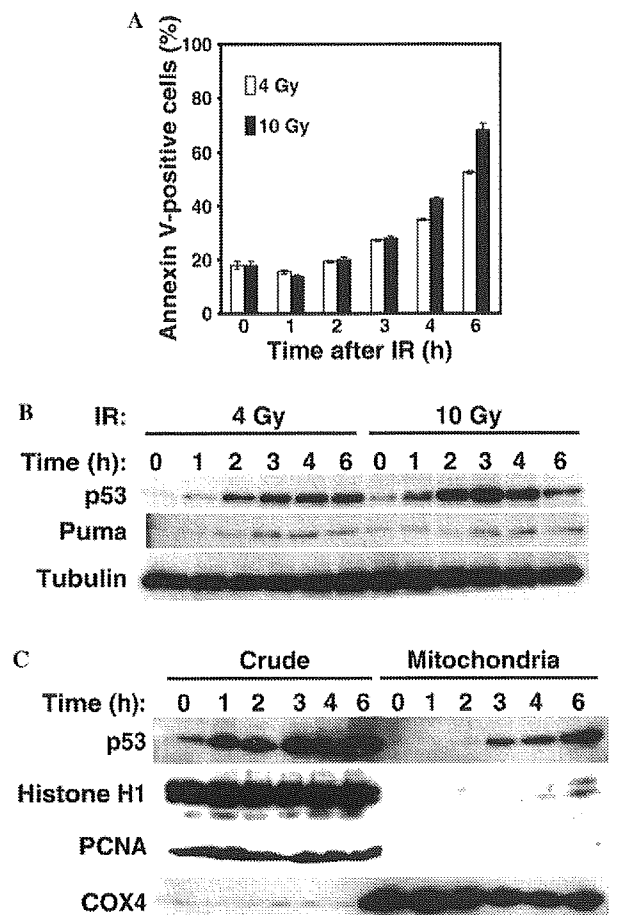 A
Annexin V-positive cells (%)
100
80
60
40
20
0
4 Gy
10 Gy
0 1 2 3 4 6
Time after IR (h)
B IR: 4 Gy 10 Gy
Time (h): 0 1 2 3 4 6 0 1 2 3 4 6
p53
Puma
Tubulin
C Crude Mitochondria
Time (h): 0 1 2 3 4 6 0 1 2 3 4 6
p53
Histone H1
PCNA
COX4